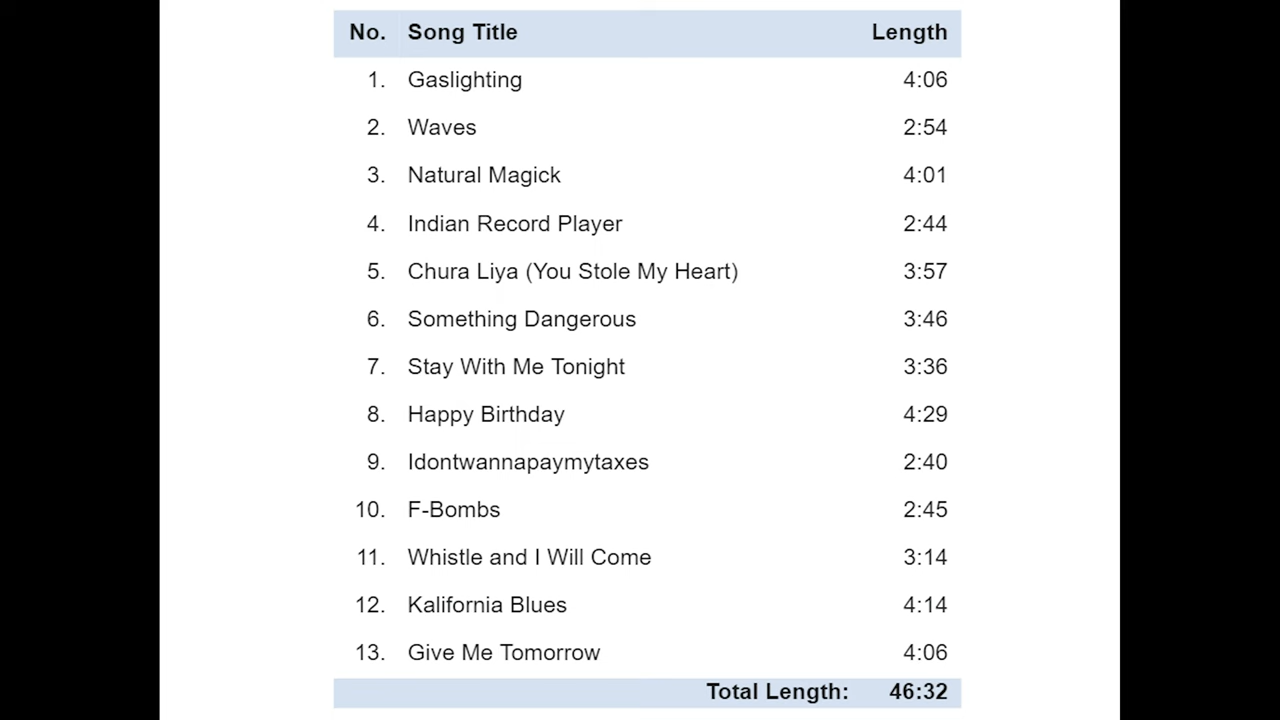 No. Song Title Length
1. Gaslighting 4:06
2. Waves 2:54
3. Natural Magick 4:01
4. Indian Record Player 2:44
5. Chura Liya (You Stole My Heart) 3:57
6. Something Dangerous 3:46
7. Stay With Me Tonight 3:36
8. Happy Birthday 4:29
9. Idontwannapaymytaxes 2:40
10. F-Bombs 2:45
11. Whistle and I Will Come 3:14
12. Kalifornia Blues 4:14
13. Give Me Tomorrow 4:06
Total Length: 46:32